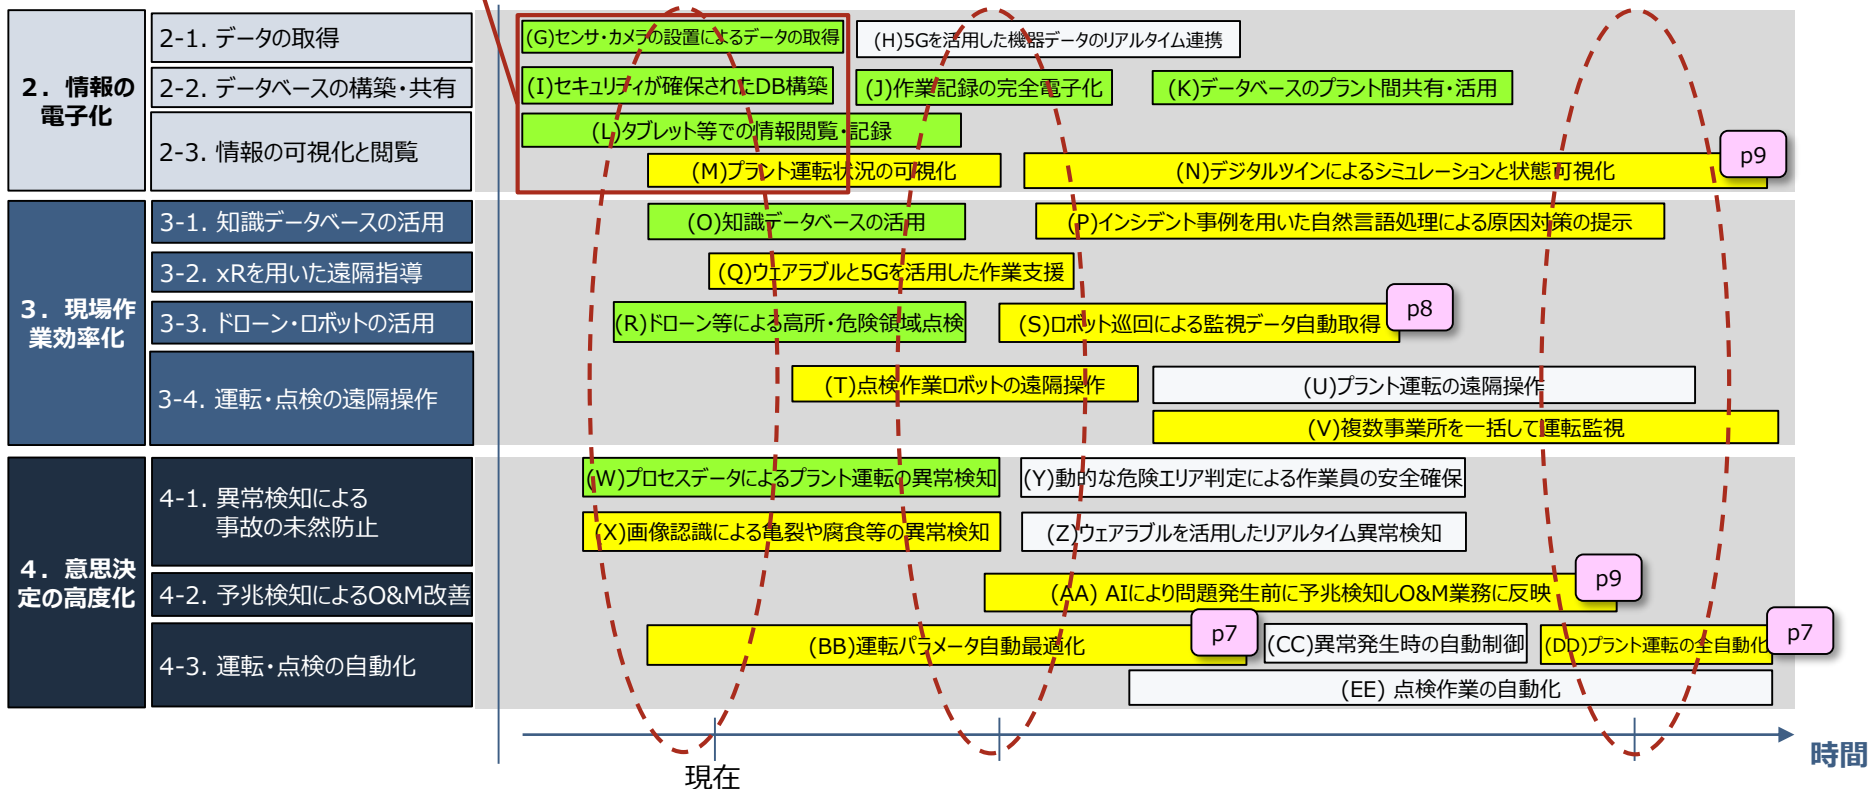 2．情報の
電子化
2-1. データの取得
(G)センサ・カメラの設置によるデータの取得
(H)5Gを活用した機器データのリアルタイム連携
2-2. データベースの構築・共有
(I)セキュリティが確保されたDB構築
(J)作業記録の完全電子化
(K)データベースのプラント間共有・活用
2-3. 情報の可視化と閲覧
(L)タブレット等での情報閲覧・記録
(M)プラント運転状況の可視化
(N)デジタルツインによるシミュレーションと状態可視化
p9
3．現場作
業効率化
3-1. 知識データベースの活用
(O)知識データベースの活用
(P)インシデント事例を用いた自然言語処理による原因対策の提示
3-2. xRを用いた遠隔指導
(Q)ウェアラブルと5Gを活用した作業支援
3-3. ドローン・ロボットの活用
(R)ドローン等による高所・危険領域点検
(S)ロボット巡回による監視データ自動取得
p8
3-4. 運転・点検の遠隔操作
(T)点検作業ロボットの遠隔操作
(U)プラント運転の遠隔操作
(V)複数事業所を一括して運転監視
4．意思決
定の高度化
4-1. 異常検知による
事故の未然防止
(W)プロセスデータによるプラント運転の異常検知
(Y)動的な危険エリア判定による作業員の安全確保
(X)画像認識による亀裂や腐食等の異常検知
(Z)ウェアラブルを活用したリアルタイム異常検知
4-2. 予兆検知によるO&M改善
(AA) AIにより問題発生前に予兆検知しO&M業務に反映
p9
4-3. 運転・点検の自動化
(BB)運転パラメータ自動最適化
p7
(CC)異常発生時の自動制御
(DD)プラント運転の全自動化
p7
(EE) 点検作業の自動化
現在
時間